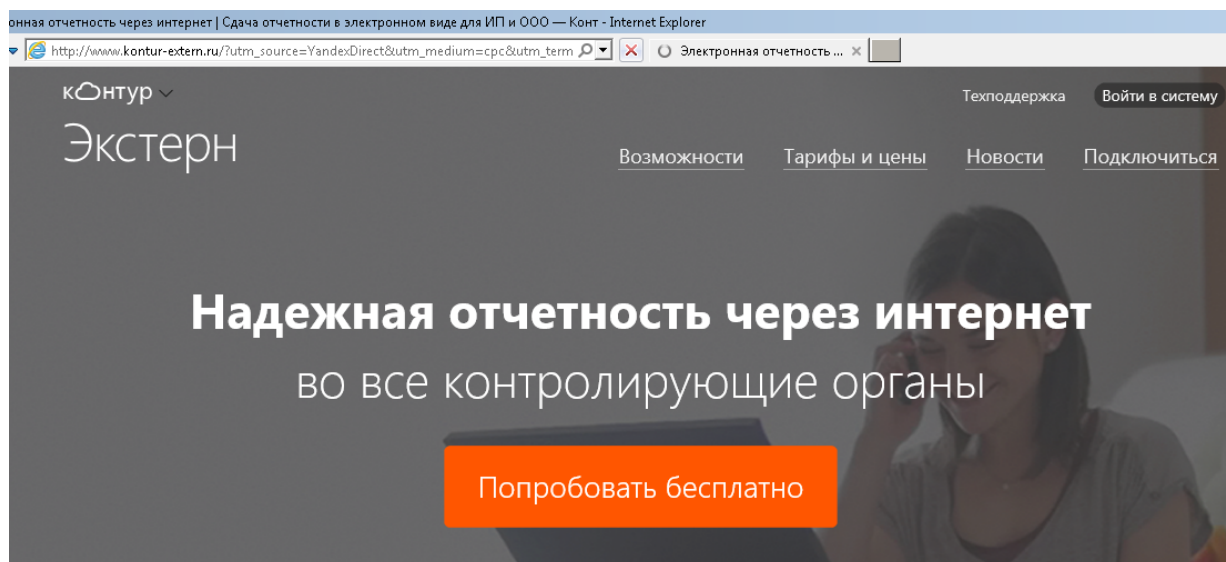 онная отчетность через интернет | Сдача отчетности в электронном виде для ИП и ООО — Конт - Internet Explorer
http://www.kontur-extern.ru/?utm_source=YandexDirect&utm_medium=cpc&utm_term
Электронная отчетность ...
контур
Техподдержка Войти в систему
Экстерн
Возможности Тарифы и цены Новости Подключиться
Надежная отчетность через интернет
во все контролирующие органы
Попробовать бесплатно